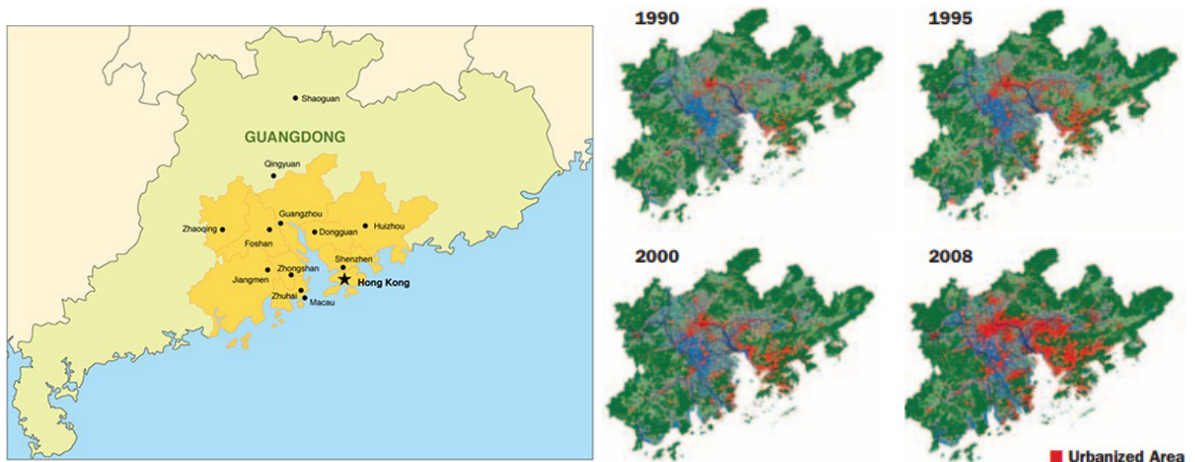 Shaoguan
GUANGDONG
Qingyuan
Guangzhou
Zhaoqing
Foshan
Dongguan
Huizhou
Shenzhen
Jiangmen
Zhongshan
Hong Kong
Zhuhai
Macau
1990
1995
2000
2008
Urbanized Area